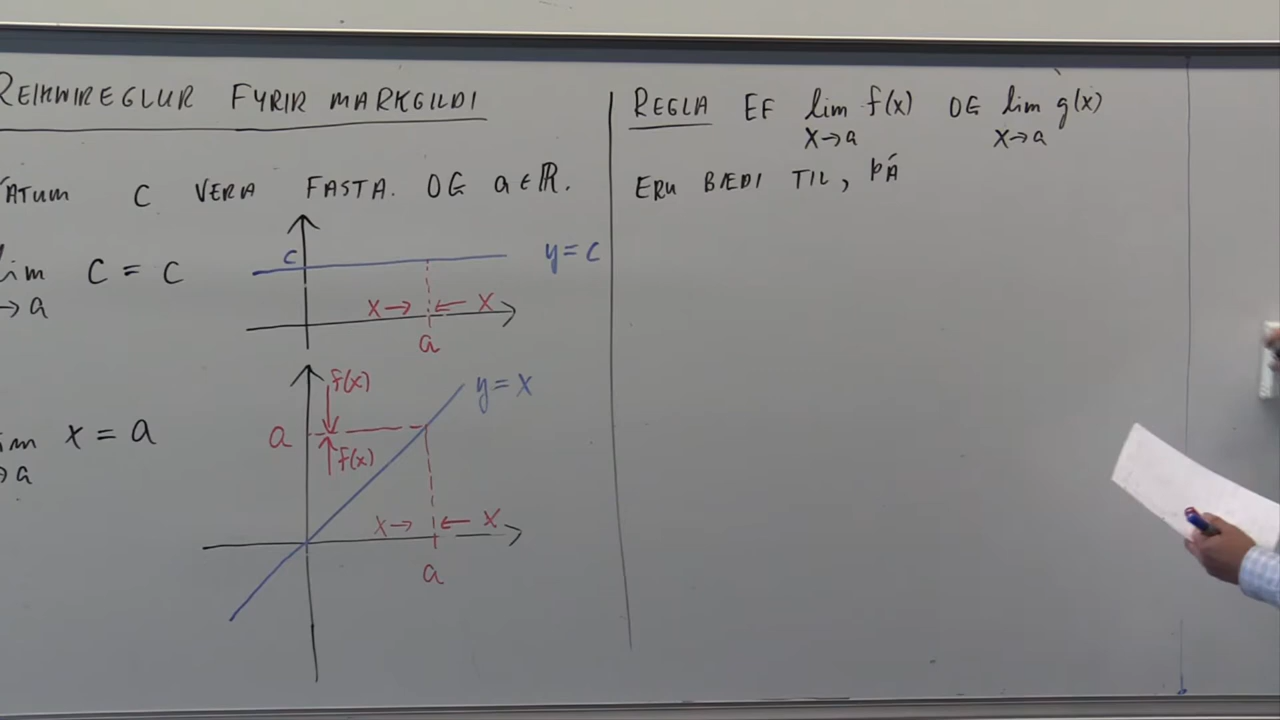 REIKNIREGLUR FYRIR MARKGILDI
ÁTUM C VERA FASTA. OG a ∈ ℝ.
lim C = C
→ a
C
y = C
X → ← X
a
lim X = a
→ a
f(x)
y = X
a
f(x)
X → ← X
a
REGLA EF lim f(x) OG lim g(x)
X→a X→a
ERU BÆÐI TIL, ÞÁ